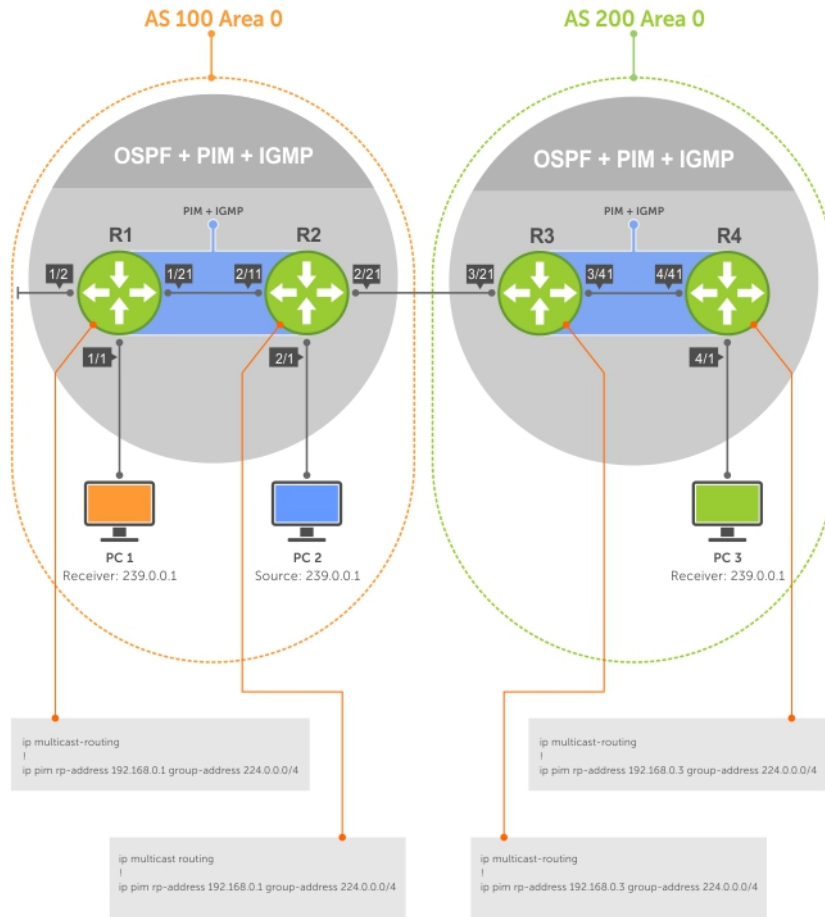 AS 100 Area 0
AS 200 Area 0
OSPF + PIM + IGMP
OSPF + PIM + IGMP
PIM + IGMP
PIM + IGMP
R1
R2
R3
R4
1/2
1/21
2/11
2/21
3/21
3/41
4/41
1/1
2/1
4/1
PC 1
Receiver: 239.0.0.1
PC 2
Source: 239.0.0.1
PC 3
Receiver: 239.0.0.1
ip multicast-routing
!
ip pim rp-address 192.168.0.1 group-address 224.0.0.0/4
ip multicast-routing
!
ip pim rp-address 192.168.0.3 group-address 224.0.0.0/4
ip multicast routing
!
ip pim rp-address 192.168.0.1 group-address 224.0.0.0/4
ip multicast-routing
!
ip pim rp-address 192.168.0.3 group-address 224.0.0.0/4